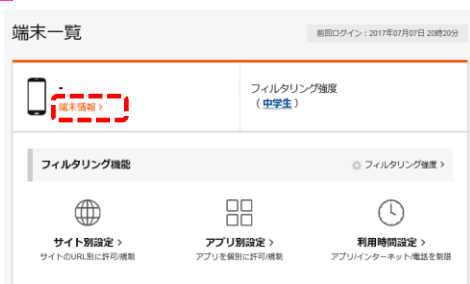 端末一覧
前回ログイン：2017年07月07日 20時20分
-
端末情報 >
フィルタリング強度
（中学生）
フィルタリング機能
フィルタリング強度 >
サイト別設定 >
サイトのURL別に許可/規制
アプリ別設定 >
アプリを個別に許可/規制
利用時間設定 >
アプリ/インターネット/電話を制限